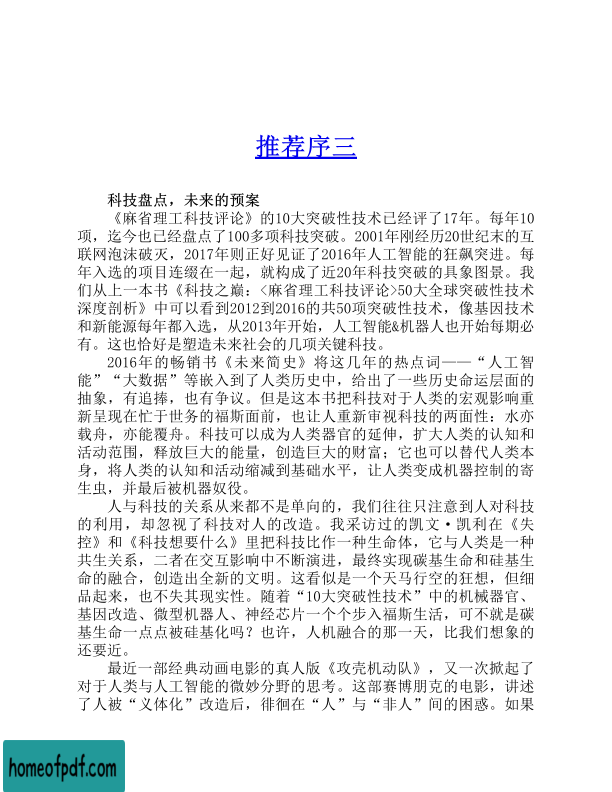 推荐序三
科技盘点，未来的预案
《麻省理工科技评论》的10大突破性技术已经评了17年。每年10
项，迄今也已经盘点了100多项科技突破。2001年刚经历20世纪末的互
联网泡沫破灭，2017年则正好见证了2016年人工智能的狂飙突进。每
年入选的项目连缀在一起，就构成了近20年科技突破的具象图景。我
们从上一本书《科技之巅：<麻省理工科技评论>50大全球突破性技术
深度剖析》中可以看到2012到2016的共50项突破性技术，像基因技术
和新能源每年都入选，从2013年开始，人工智能&机器人也开始每期必
有。这也恰好是塑造未来社会的几项关键科技。
2016年的畅销书《未来简史》将这几年的热点词——“人工智
能”“大数据”等嵌入到了人类历史中，给出了一些历史命运层面的
抽象，有追捧，也有争议。但是这本书把科技对于人类的宏观影响重
新呈现在忙于世务的福斯面前，也让人重新审视科技的两面性：水亦
载舟，亦能覆舟。科技可以成为人类器官的延伸，扩大人类的认知和
活动范围，释放巨大的能量，创造巨大的财富；它也可以替代人类本
身，将人类的认知和活动缩减到基础水平，让人类变成机器控制的寄
生虫，并最后被机器奴役。
人与科技的关系从来都不是单向的，我们往往只注意到人对科技
的利用，却忽视了科技对人的改造。我采访过的凯文·凯利在《失
控》和《科技想要什么》里把科技比作一种生命体，它与人类是一种
共生关系，二者在交互影响中不断演进，最终实现碳基生命和硅基生
命的融合，创造出全新的文明。这看似是一个天马行空的狂想，但细
品起来，也不失其现实性。随着“10大突破性技术”中的机械器官、
基因改造、微型机器人、神经芯片一个个步入福斯生活，可不就是碳
基生命一点点被硅基化吗？也许，人机融合的那一天，比我们想象的
还要近。
最近一部经典动画电影的真人版《攻壳机动队》，又一次掀起了
对于人类与人工智能的微妙分野的思考。这部赛博朋克的电影，讲述
了人被“义体化”改造后，徘徊在“人”与“非人”间的困惑。如果
homeofpdf.com